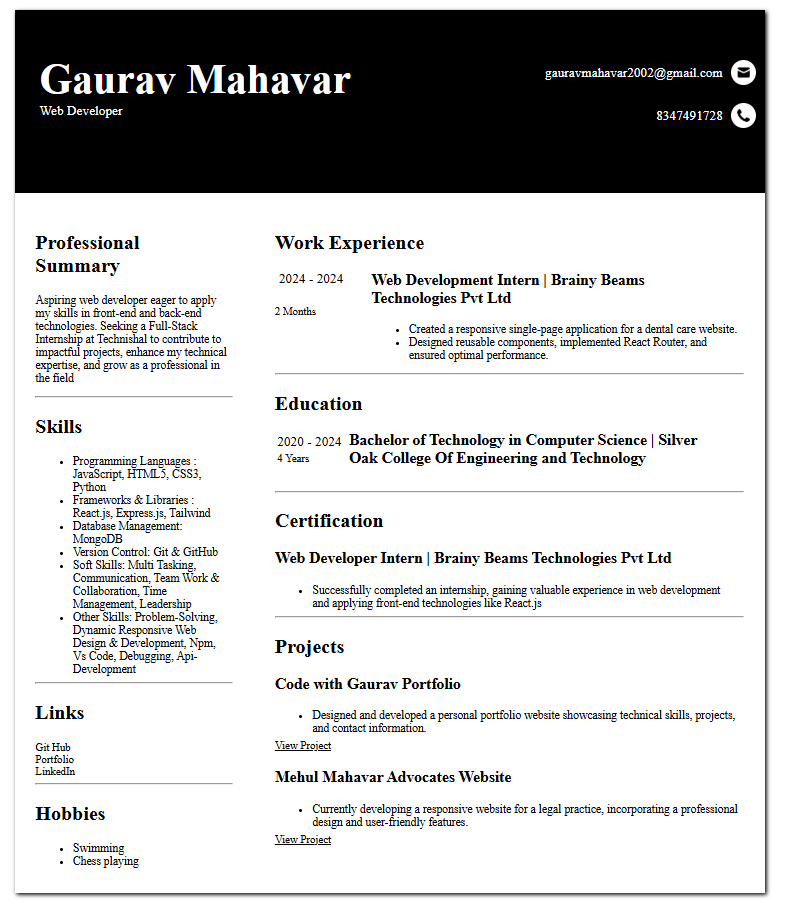 Gaurav Mahavar
Web Developer
gauravmahavar2002@gmail.com
8347491728
Professional
Summary
Aspiring web developer eager to apply
my skills in front-end and back-end
technologies. Seeking a Full-Stack
Internship at Technishal to contribute to
impactful projects, enhance my technical
expertise, and grow as a professional in
the field
Skills
• Programming Languages :
JavaScript, HTML5, CSS3,
Python
• Frameworks & Libraries :
React.js, Express.js, Tailwind
• Database Management:
MongoDB
• Version Control: Git & GitHub
• Soft Skills: Multi Tasking,
Communication, Team Work &
Collaboration, Time
Management, Leadership
• Other Skills: Problem-Solving,
Dynamic Responsive Web
Design & Development, Npm,
Vs Code, Debugging, Api-
Development
Links
Git Hub
Portfolio
LinkedIn
Hobbies
• Swimming
• Chess playing
Work Experience
2024 - 2024
2 Months
Web Development Intern | Brainy Beams
Technologies Pvt Ltd
• Created a responsive single-page application for a dental care website.
• Designed reusable components, implemented React Router, and
ensured optimal performance.
Education
2020 - 2024
4 Years
Bachelor of Technology in Computer Science | Silver
Oak College Of Engineering and Technology
Certification
Web Developer Intern | Brainy Beams Technologies Pvt Ltd
• Successfully completed an internship, gaining valuable experience in web development
and applying front-end technologies like React.js
Projects
Code with Gaurav Portfolio
• Designed and developed a personal portfolio website showcasing technical skills, projects,
and contact information.
View Project
Mehul Mahavar Advocates Website
• Currently developing a responsive website for a legal practice, incorporating a professional
design and user-friendly features.
View Project